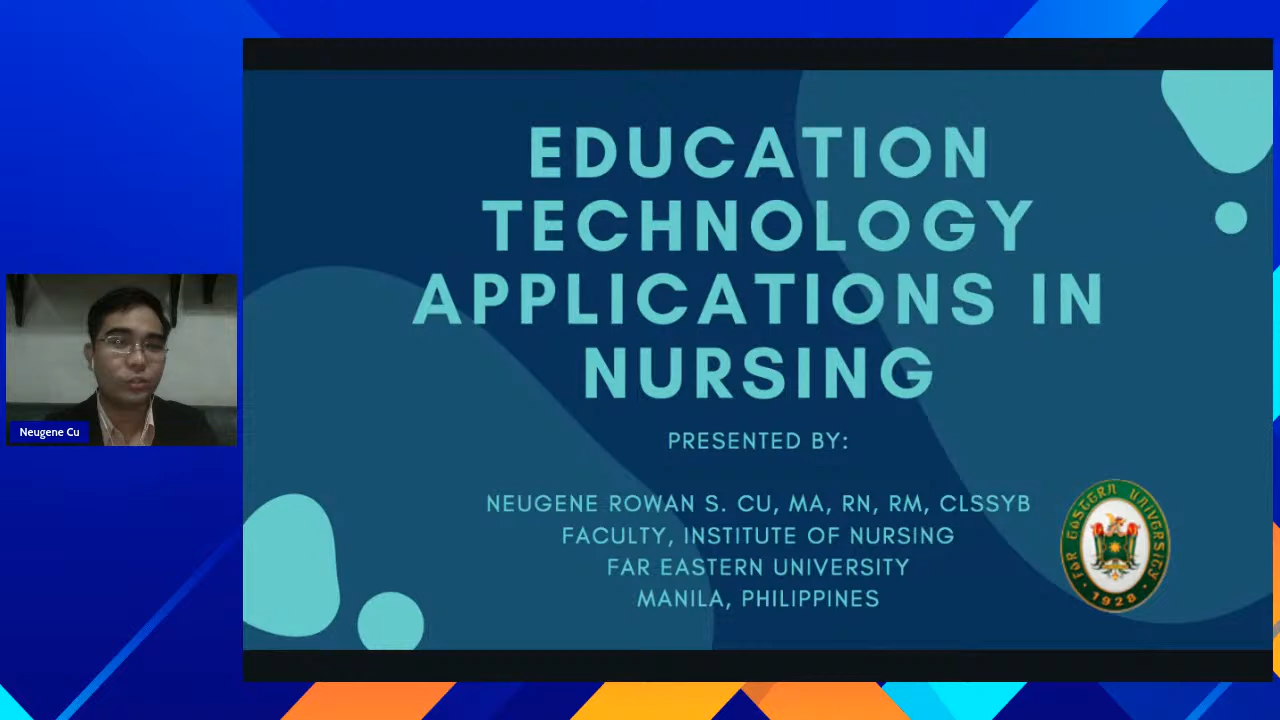 EDUCATION
TECHNOLOGY
APPLICATIONS IN
NURSING
PRESENTED BY:
NEUGENE ROWAN S. CU, MA, RN, RM, CLSSYB
FACULTY, INSTITUTE OF NURSING
FAR EASTERN UNIVERSITY
MANILA, PHILIPPINES
FAR EASTERN UNIVERSITY
1928
Neugene Cu